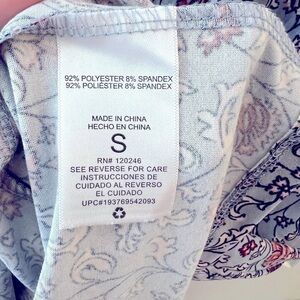 92% POLYESTER 8% SPANDEX
92% POLIÉSTER 8% SPANDEX
MADE IN CHINA
HECHO EN CHINA
S
RN# 120246
SEE REVERSE FOR CARE
INSTRUCCIONES DE
CUIDADO AL REVERSO
EL CUIDADO
UPC#193769542093